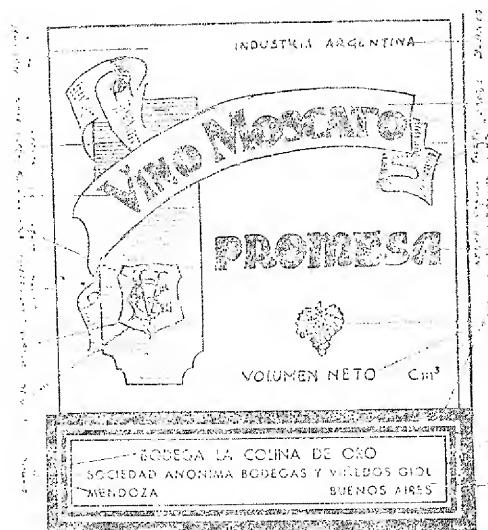 INDUSTRIA ARGENTINA
VINO MOSCATO
PROMESA
VOLUMEN NETO Cm³
BODEGA LA COLINA DE ORO
SOCIEDAD ANONIMA BODEGAS Y VIÑEDOS GIOL
MENDOZA BUENOS AIRES